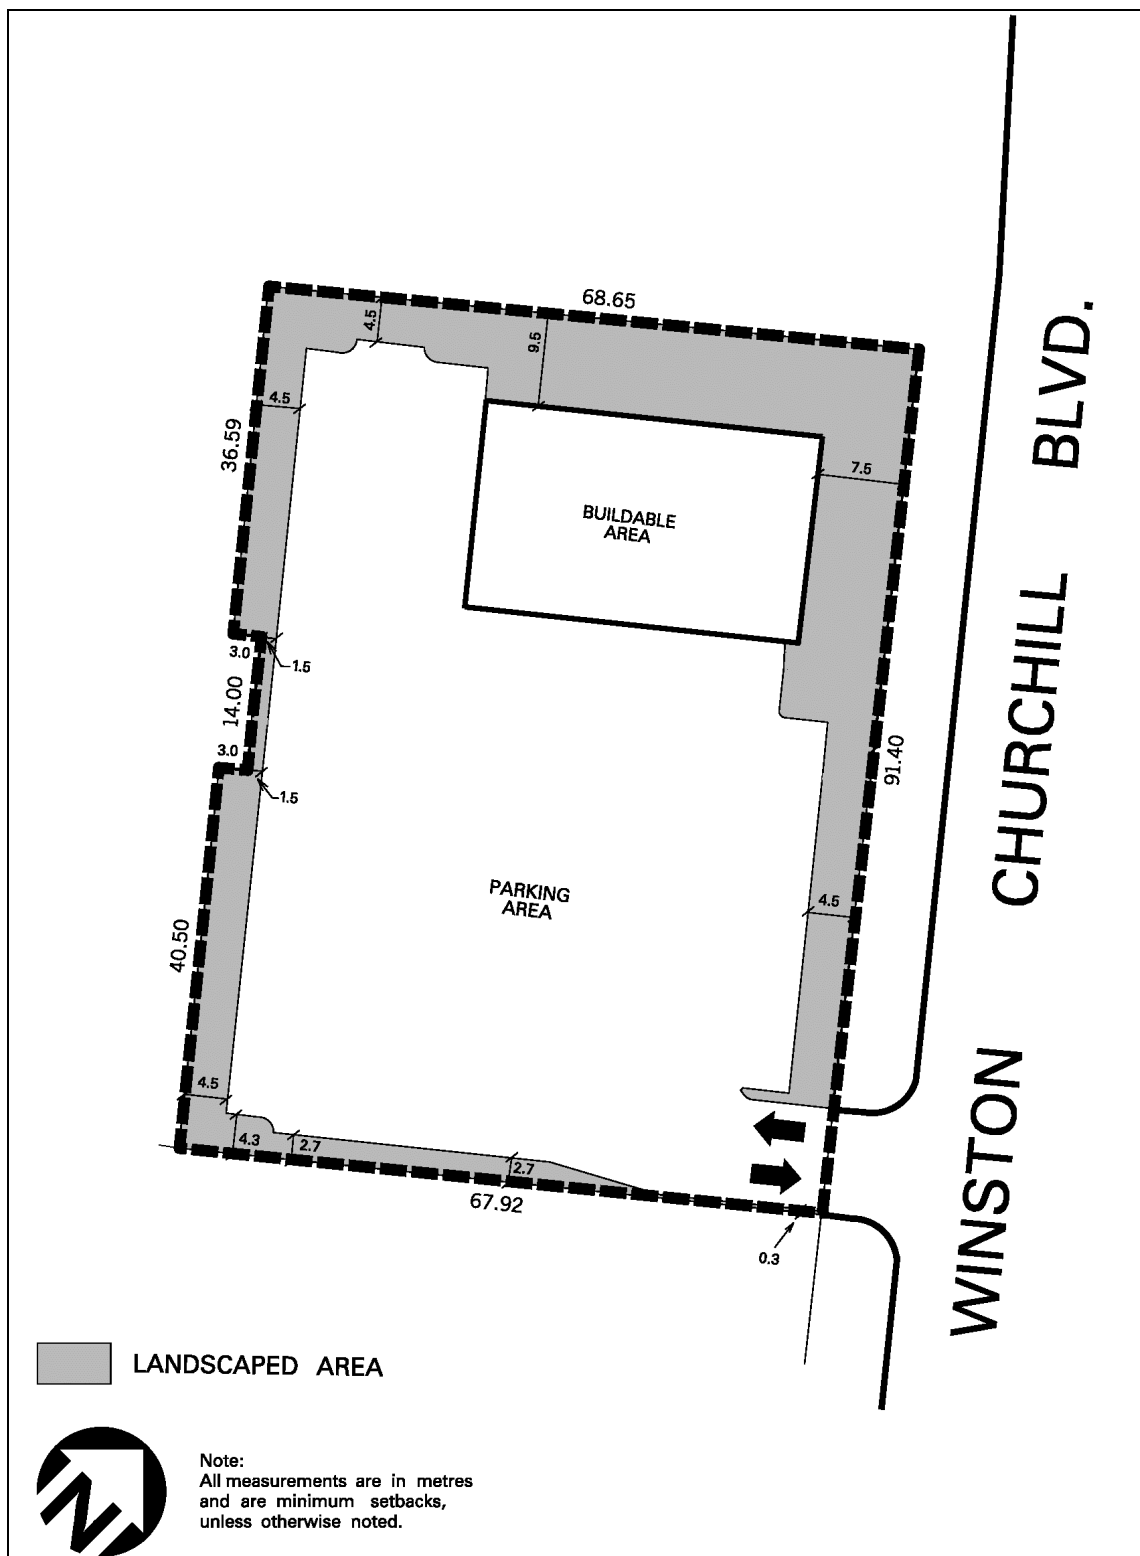 68.65
4.5
9.5
4.5
36.59
7.5
BUILDABLE
AREA
3.0
1.5
14.00
3.0
1.5
91.40
PARKING
AREA
4.5
40.50
4.5
4.3
2.7
2.7
67.92
0.3
WINSTON CHURCHILL BLVD.
LANDSCAPED AREA
N
Note:
All measurements are in metres
and are minimum setbacks,
unless otherwise noted.